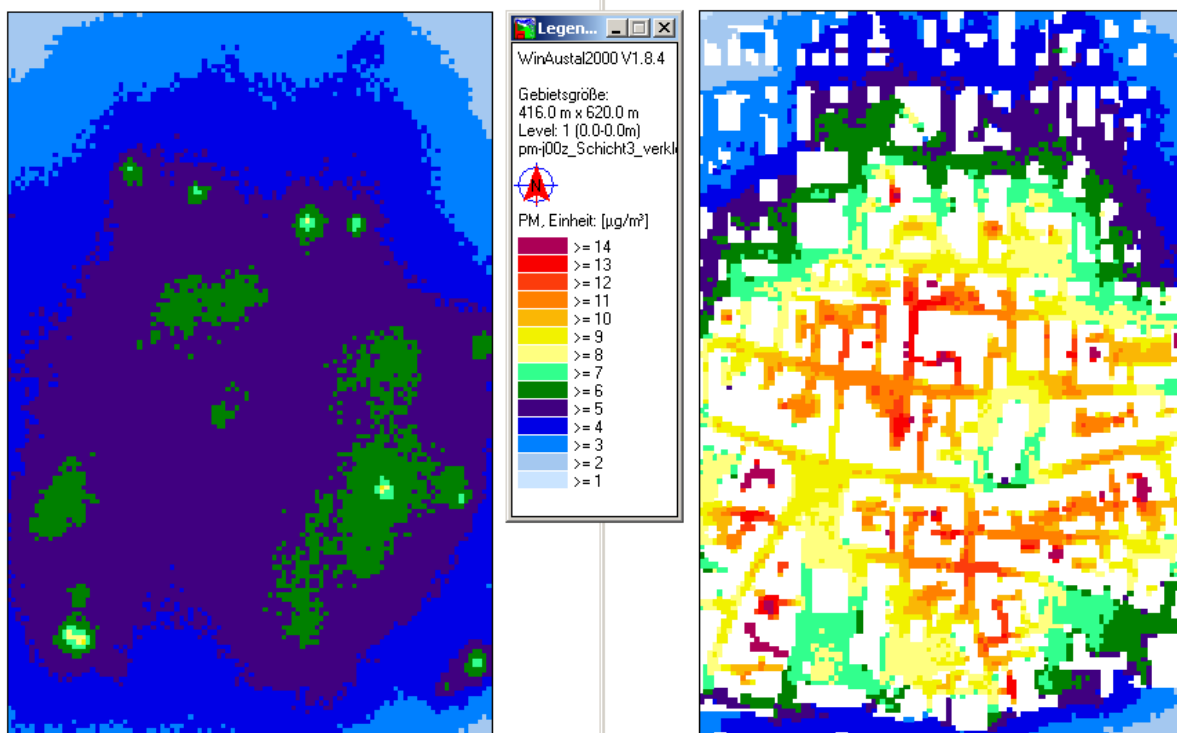 Legen...
WinAustal2000 V1.8.4
Gebietsgröße:
416.0 m x 620.0 m
Level: 1 (0.0-0.0m)
pm-j00z_Schicht3_verkl
N
PM, Einheit: [µg/m³]
>= 14
>= 13
>= 12
>= 11
>= 10
>= 9
>= 8
>= 7
>= 6
>= 5
>= 4
>= 3
>= 2
>= 1